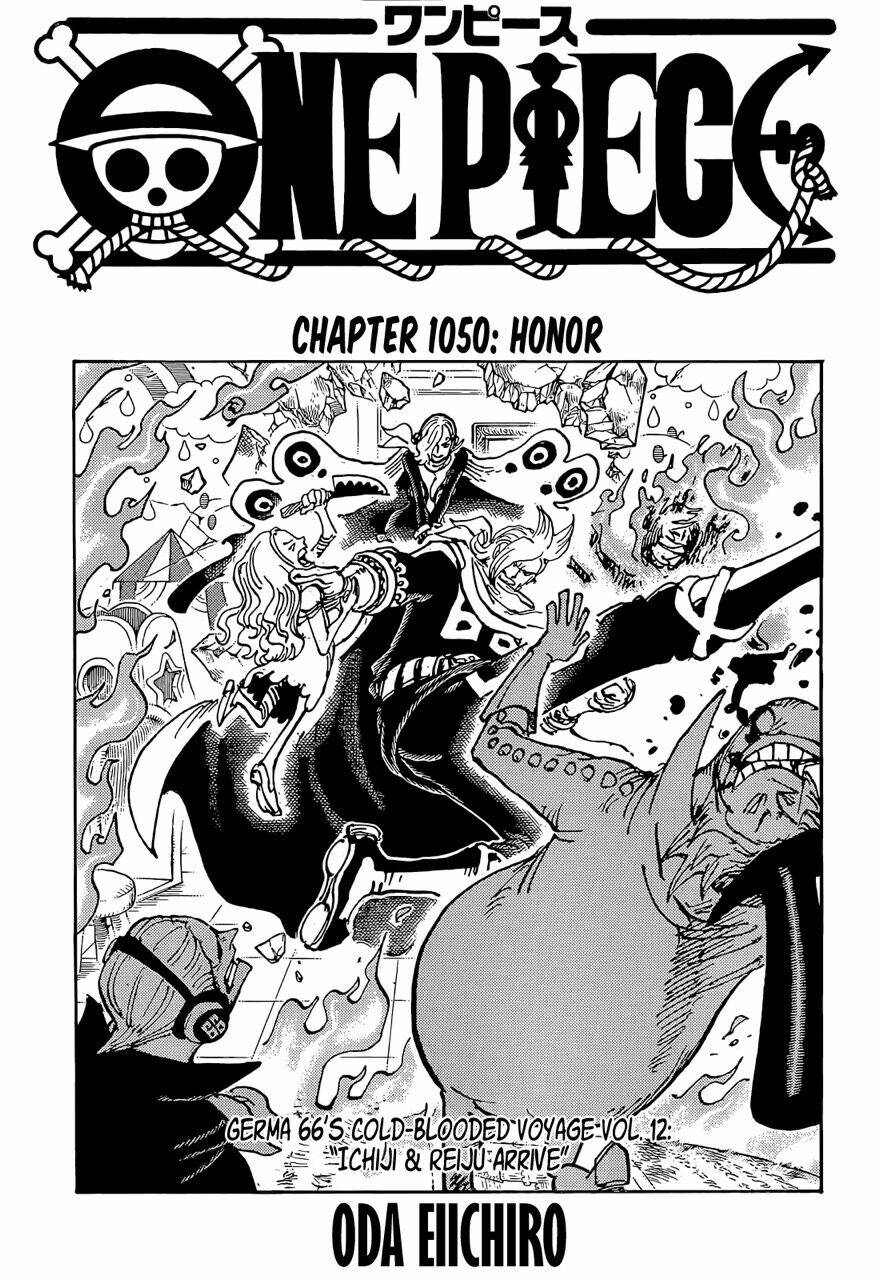 ワンピース
ONE PIECE
CHAPTER 1050: HONOR
66
GERMA 66'S COLD-BLOODED VOYAGE VOL. 12:
"ICHIJI & REIJU ARRIVE"
ODA EIICHIRO